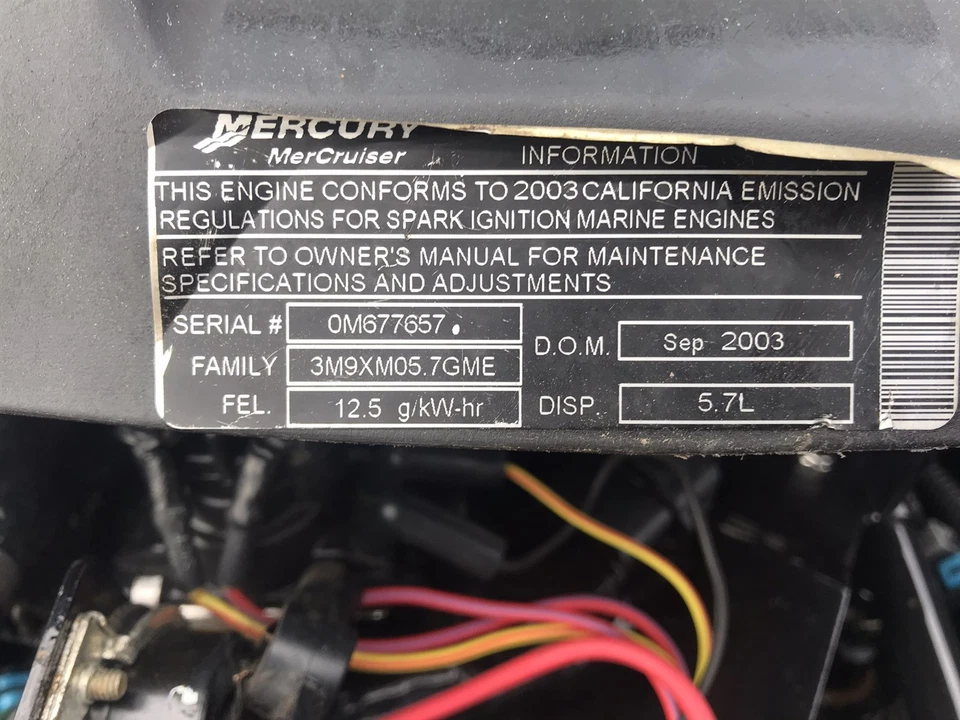 MERCURY
MerCruiser INFORMATION
THIS ENGINE CONFORMS TO 2003 CALIFORNIA EMISSION
REGULATIONS FOR SPARK IGNITION MARINE ENGINES
REFER TO OWNER'S MANUAL FOR MAINTENANCE
SPECIFICATIONS AND ADJUSTMENTS
SERIAL # 0M677657
D.O.M. Sep 2003
FAMILY 3M9XM05.7GME
FEL. 12.5 g/kW-hr
DISP. 5.7L